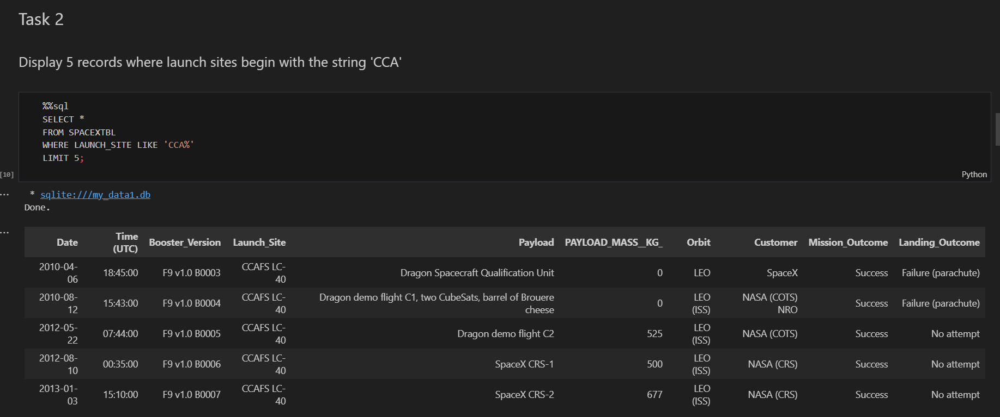 Task 2
Display 5 records where launch sites begin with the string 'CCA'
%%sql
SELECT *
FROM SPACEXTBL
WHERE LAUNCH_SITE LIKE 'CCA%'
LIMIT 5;
[10]
Python
* sqlite:///my_data1.db
Done.
Date Time (UTC) Booster_Version Launch_Site Payload PAYLOAD_MASS__KG_ Orbit Customer Mission_Outcome Landing_Outcome
2010-04-06 18:45:00 F9 v1.0 B0003 CCAFS LC-40 Dragon Spacecraft Qualification Unit 0 LEO SpaceX Success Failure (parachute)
2010-08-12 15:43:00 F9 v1.0 B0004 CCAFS LC-40 Dragon demo flight C1, two CubeSats, barrel of Brouere cheese 0 LEO (ISS) NASA (COTS) NRO Success Failure (parachute)
2012-05-22 07:44:00 F9 v1.0 B0005 CCAFS LC-40 Dragon demo flight C2 525 LEO (ISS) NASA (COTS) Success No attempt
2012-08-10 00:35:00 F9 v1.0 B0006 CCAFS LC-40 SpaceX CRS-1 500 LEO (ISS) NASA (CRS) Success No attempt
2013-01-03 15:10:00 F9 v1.0 B0007 CCAFS LC-40 SpaceX CRS-2 677 LEO (ISS) NASA (CRS) Success No attempt